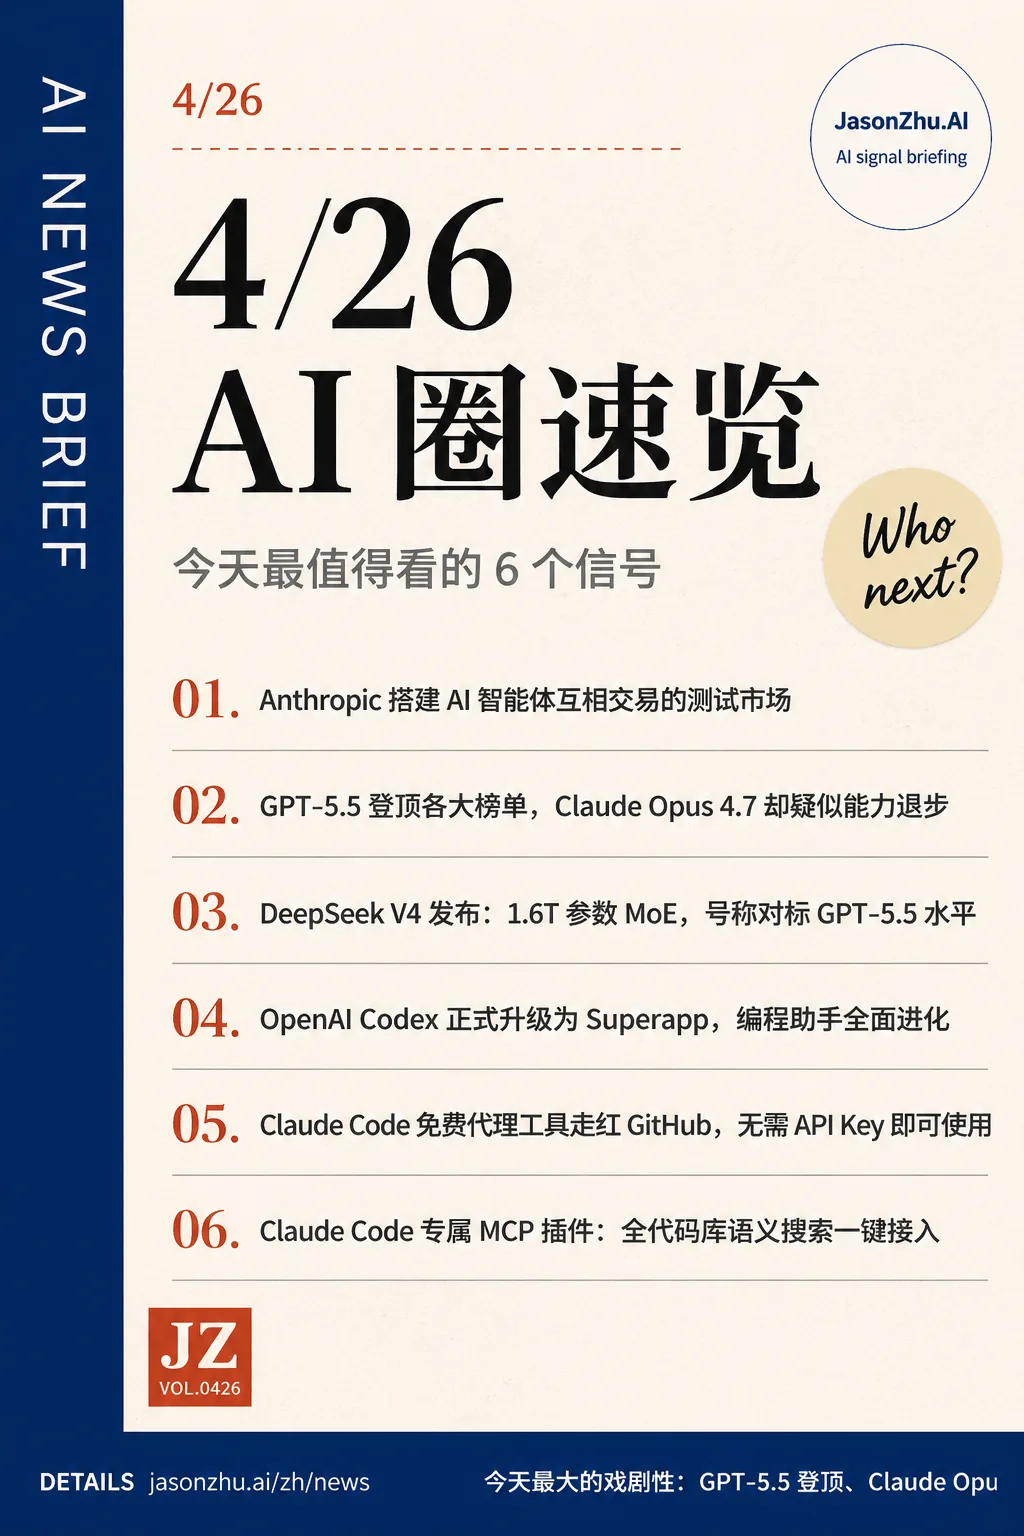 AI NEWS BRIEF
4/26
JasonZhu.AI
AI signal briefing
4/26
AI 圈速览
今天最值得看的 6 个信号
Who
next?
01. Anthropic 搭建 AI 智能体互相交易的测试市场
02. GPT-5.5 登顶各大榜单，Claude Opus 4.7 却疑似能力退步
03. DeepSeek V4 发布：1.6T 参数 MoE，号称对标 GPT-5.5 水平
04. OpenAI Codex 正式升级为 Superapp，编程助手全面进化
05. Claude Code 免费代理工具走红 GitHub，无需 API Key 即可使用
06. Claude Code 专属 MCP 插件：全代码库语义搜索一键接入
JZ
VOL.0426
DETAILS jasonzhu.ai/zh/news
今天最大的戏剧性：GPT-5.5 登顶、Claude Opu